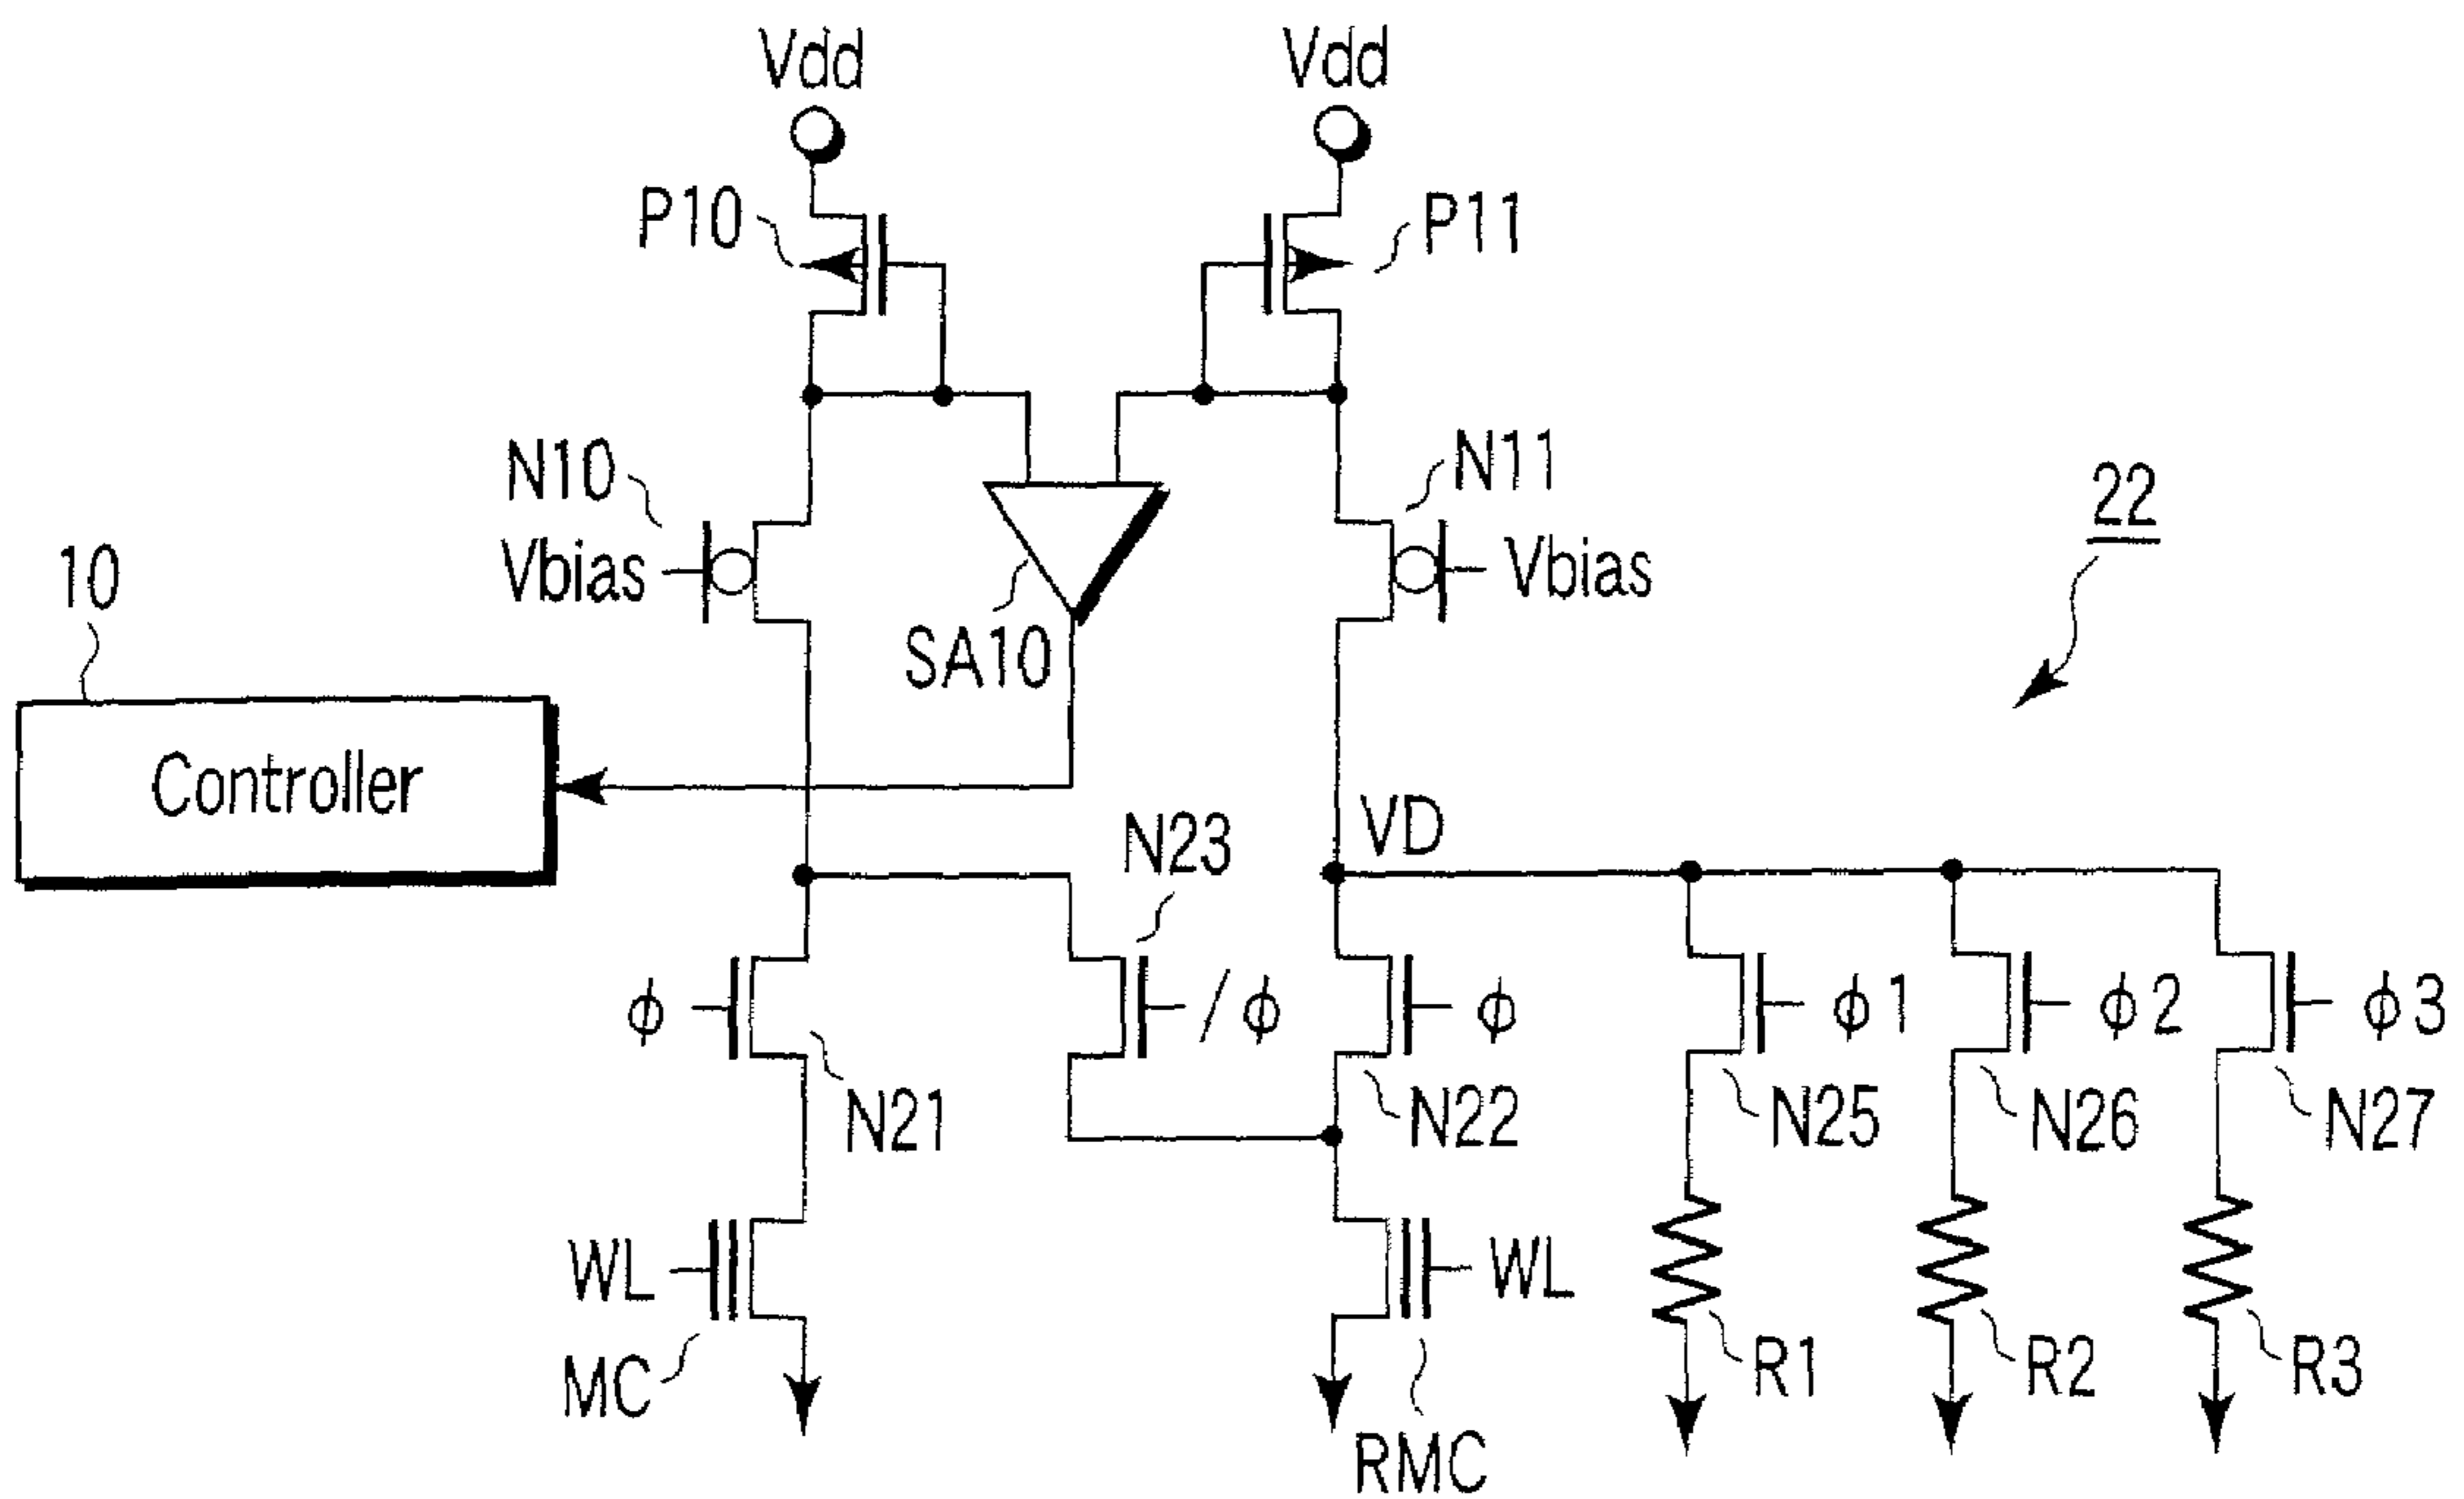 Vdd
Vdd
P10
P11
N10
N11
22
Vbias
Vbias
10
SA10
Controller
N23
VD
ϕ
/ϕ
ϕ
ϕ1
ϕ2
ϕ3
N21
N22
N25
N26
N27
WL
WL
MC
R1
R2
R3
RMC